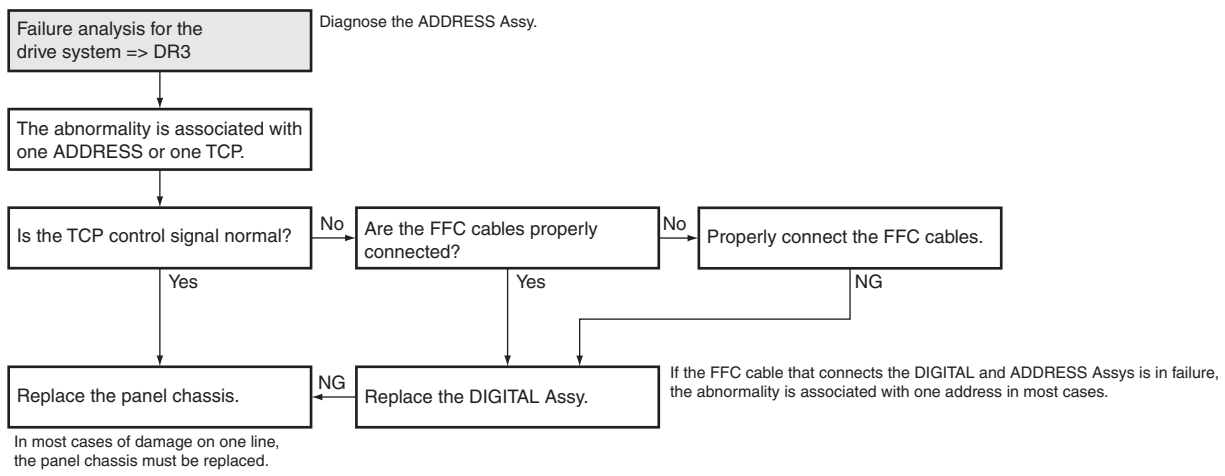 Failure analysis for the
drive system => DR3
Diagnose the ADDRESS Assy.
The abnormality is associated with
one ADDRESS or one TCP.
Is the TCP control signal normal?
No
Are the FFC cables properly
connected?
No
Properly connect the FFC cables.
Yes
Yes
NG
Replace the panel chassis.
NG
Replace the DIGITAL Assy.
If the FFC cable that connects the DIGITAL and ADDRESS Assys is in failure,
the abnormality is associated with one address in most cases.
In most cases of damage on one line,
the panel chassis must be replaced.